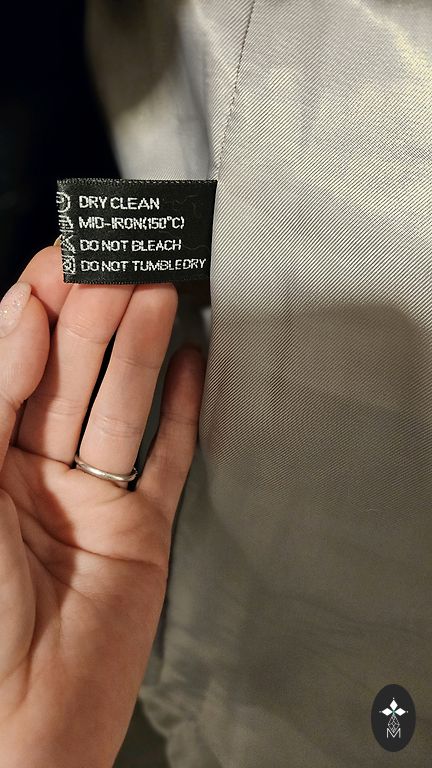 DRY CLEAN
MID-IRON(150°C)
DO NOT BLEACH
DO NOT TUMBLEDRY
M